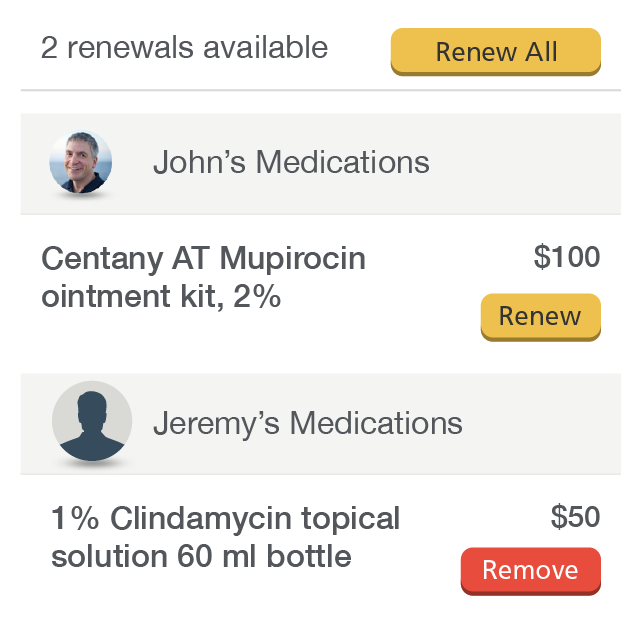 2 renewals available
Renew All
John’s Medications
Centany AT Mupirocin
ointment kit, 2%
$100
Renew
Jeremy’s Medications
1% Clindamycin topical
solution 60 ml bottle
$50
Remove